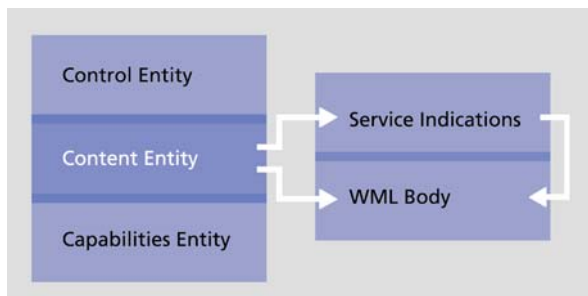 Control Entity
Content Entity
Capabilities Entity
Service Indications
WML Body